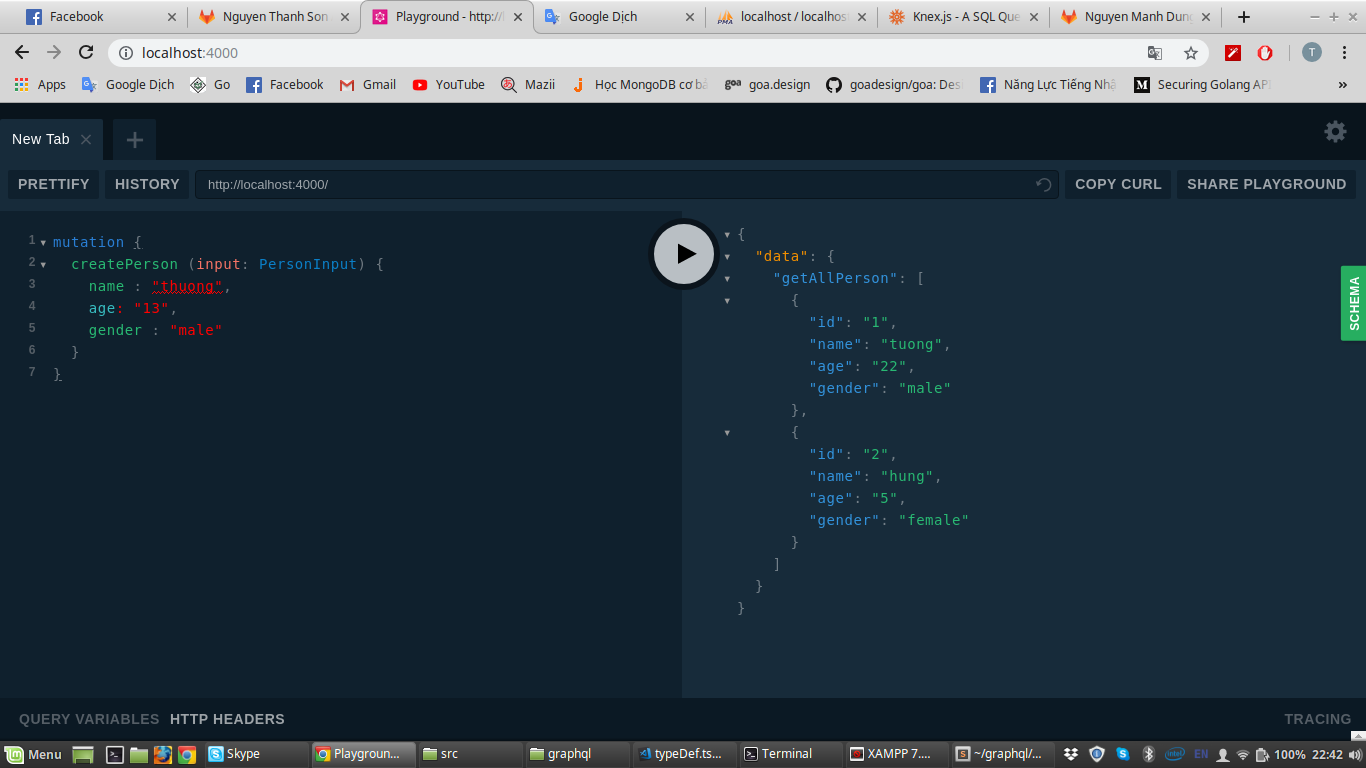 Facebook
Nguyen Thanh Son
Playground - http://l
Google Dịch
localhost / localhos
Knex.js - A SQL Que
Nguyen Manh Dung
localhost:4000
T
Apps
Google Dịch
Go
Facebook
Gmail
YouTube
Mazii
Học MongoDB cơ bả
goa.design
goadesign/goa: Des
Năng Lực Tiếng Nhậ
Securing Golang API
New Tab
PRETTIFY
HISTORY
http://localhost:4000/
COPY CURL
SHARE PLAYGROUND
1 mutation {
2 createPerson (input: PersonInput) {
3 name : "thuong",
4 age: "13",
5 gender : "male"
6 }
7 }
{
"data": {
"getAllPerson": [
{
"id": "1",
"name": "tuong",
"age": "22",
"gender": "male"
},
{
"id": "2",
"name": "hung",
"age": "5",
"gender": "female"
}
]
}
}
SCHEMA
QUERY VARIABLES
HTTP HEADERS
TRACING
Menu
Skype
Playgroun...
src
graphql
typeDef.ts...
Terminal
XAMPP 7....
~/graphql/...
EN
100%
22:42